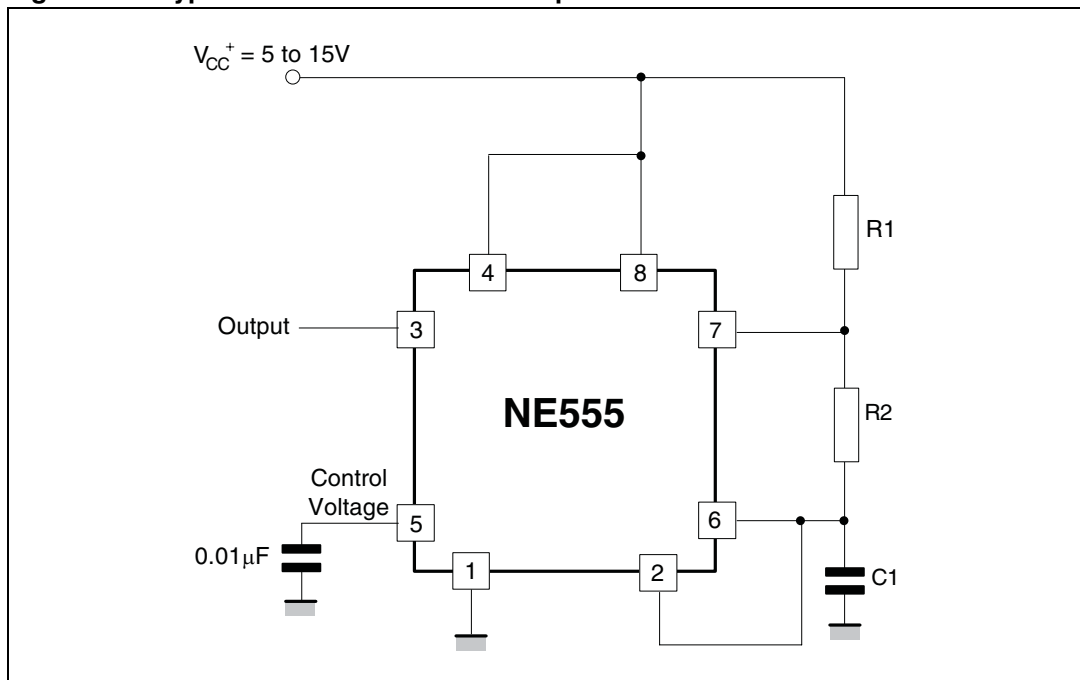 V_CC^+ = 5 to 15V
R1
4
8
Output
3
7
NE555
R2
Control
Voltage
5
6
0.01μF
1
2
C1